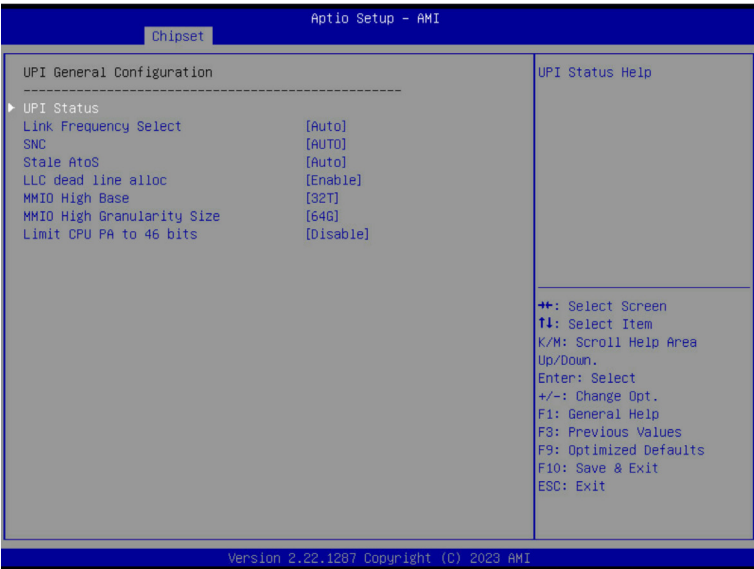 Aptio Setup – AMI
Chipset
UPI General Configuration
------------------------------------------------
UPI Status
Link Frequency Select [Auto]
SNC [AUTO]
Stale AtoS [Auto]
LLC dead line alloc [Enable]
MMIO High Base [32T]
MMIO High Granularity Size [64G]
Limit CPU PA to 46 bits [Disable]
UPI Status Help
→←: Select Screen
↑↓: Select Item
K/M: Scroll Help Area
Up/Down.
Enter: Select
+/-: Change Opt.
F1: General Help
F3: Previous Values
F9: Optimized Defaults
F10: Save & Exit
ESC: Exit
Version 2.22.1287 Copyright (C) 2023 AMI